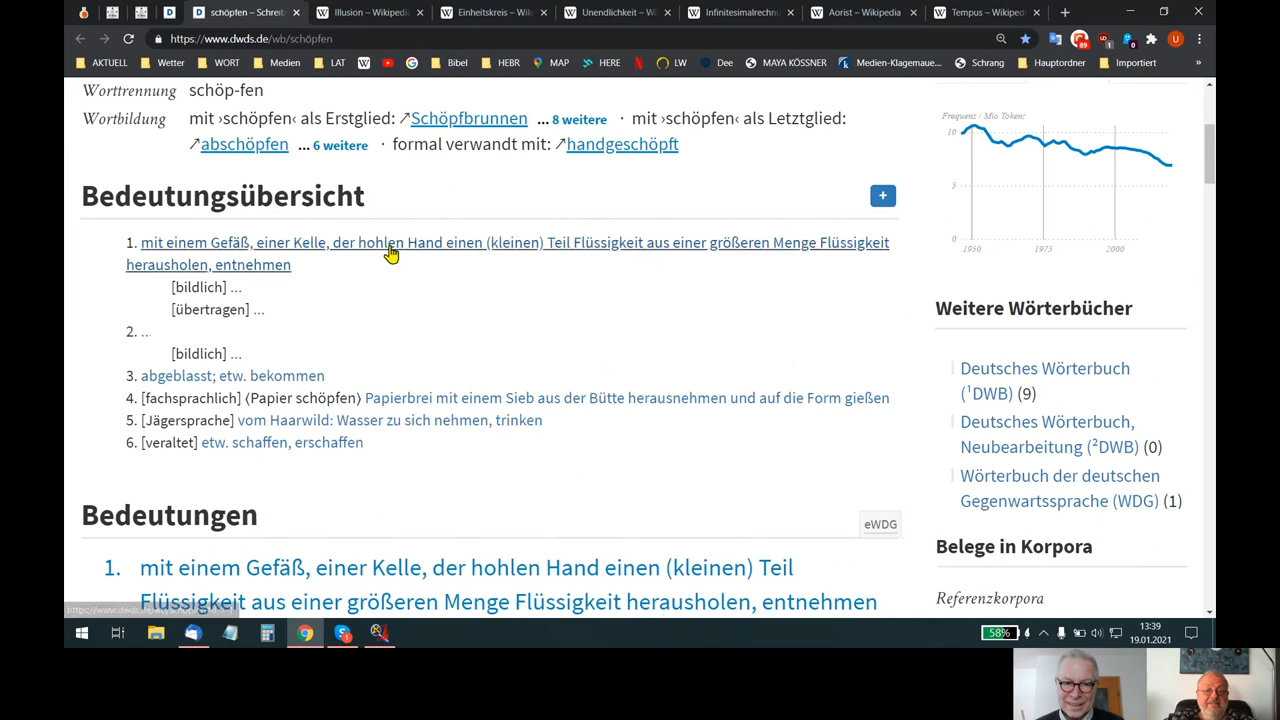 schöpfen – Schreib
Illusion – Wikipedia
Einheitskreis – Wikip
Unendlichkeit – Wi
Infinitesimalrechnu
Aorist – Wikipedia
Tempus – Wikipedi
https://www.dwds.de/wb/schöpfen
AKTUELL Wetter WORT Medien LAT Bibel HEBR MAP HERE LW Dee MAYA KÖSSNER Medien-Klagemaue... Schrang Hauptordner Importiert
Worttrennung schöp-fen
Wortbildung mit ›schöpfen‹ als Erstglied: ↗Schöpfbrunnen ... 8 weitere · mit ›schöpfen‹ als Letztglied:
↗abschöpfen ... 6 weitere · formal verwandt mit: ↗handgeschöpft
Bedeutungsübersicht +
1. mit einem Gefäß, einer Kelle, der hohlen Hand einen (kleinen) Teil Flüssigkeit aus einer größeren Menge Flüssigkeit
herausholen, entnehmen
[bildlich] ...
[übertragen] ...
2. ...
[bildlich] ...
3. abgeblasst; etw. bekommen
4. [fachsprachlich] ⟨Papier schöpfen⟩ Papierbrei mit einem Sieb aus der Bütte herausnehmen und auf die Form gießen
5. [Jägersprache] vom Haarwild: Wasser zu sich nehmen, trinken
6. [veraltet] etw. schaffen, erschaffen
Bedeutungen eWDG
1. mit einem Gefäß, einer Kelle, der hohlen Hand einen (kleinen) Teil
Flüssigkeit aus einer größeren Menge Flüssigkeit herausholen, entnehmen
Frequenz / Mio Tokens
10
5
0
1950 1975 2000
Weitere Wörterbücher
Deutsches Wörterbuch
(¹DWB) (9)
Deutsches Wörterbuch,
Neubearbeitung (²DWB) (0)
Wörterbuch der deutschen
Gegenwartssprache (WDG) (1)
Belege in Korpora
Referenzkorpora
58%
13:39
19.01.2021